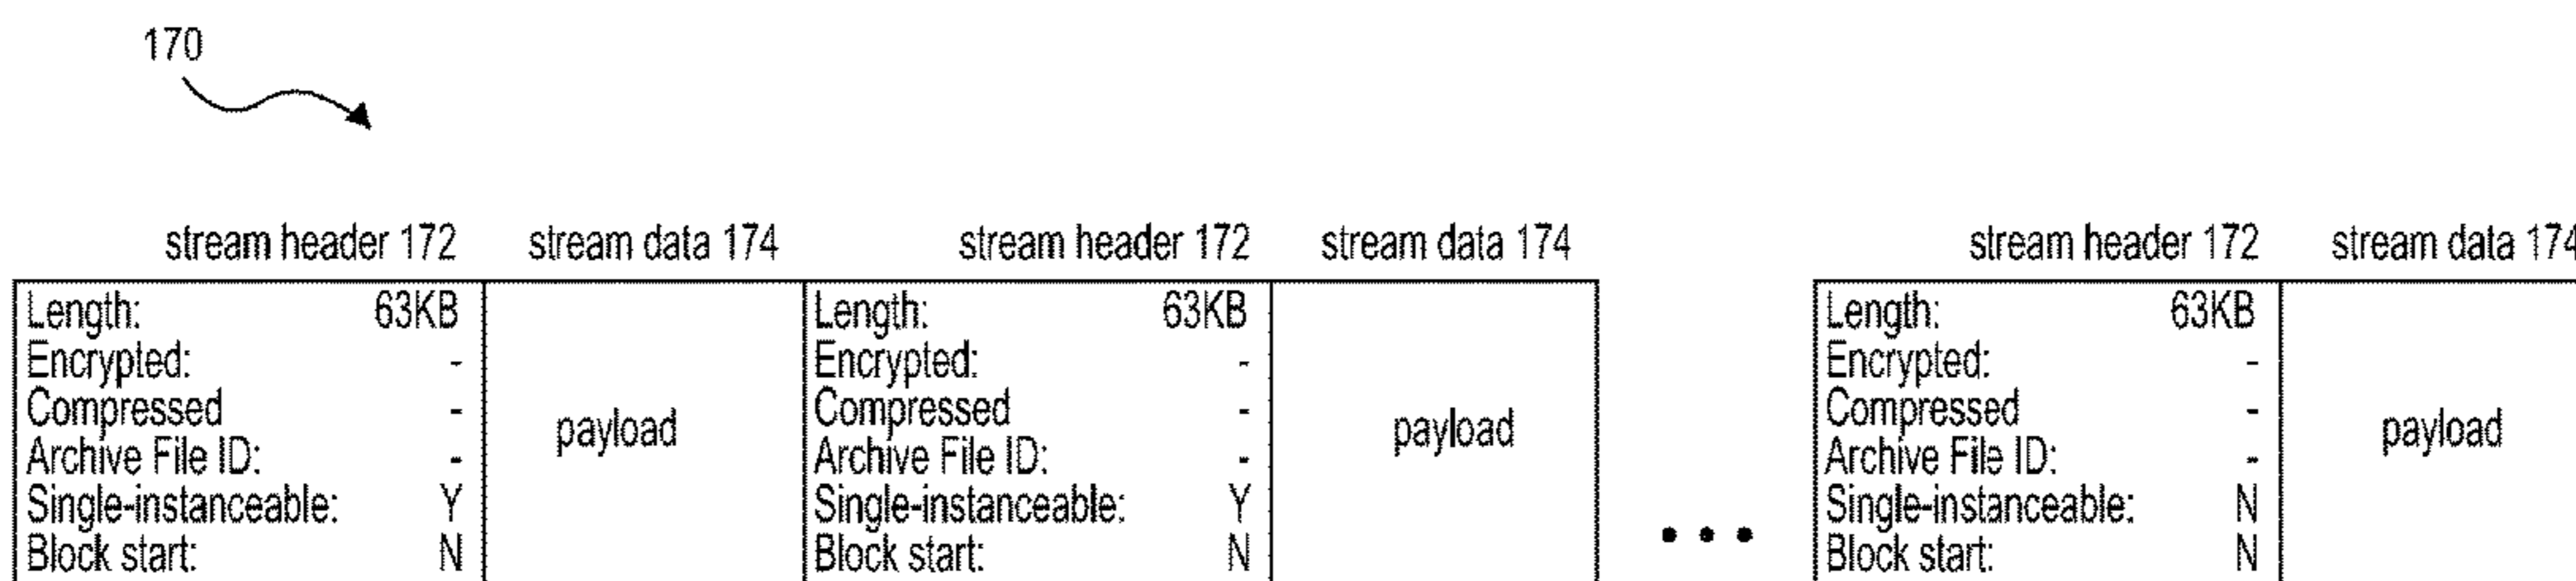 170
stream header 172 stream data 174 stream header 172 stream data 174 stream header 172 stream data 174
Length: 63KB Length: 63KB Length: 63KB
Encrypted: - Encrypted: - Encrypted: -
Compressed - Compressed - Compressed -
payload payload payload
Archive File ID: - Archive File ID: - Archive File ID: -
Single-instanceable: Y Single-instanceable: Y Single-instanceable: N
Block start: N Block start: N Block start: N